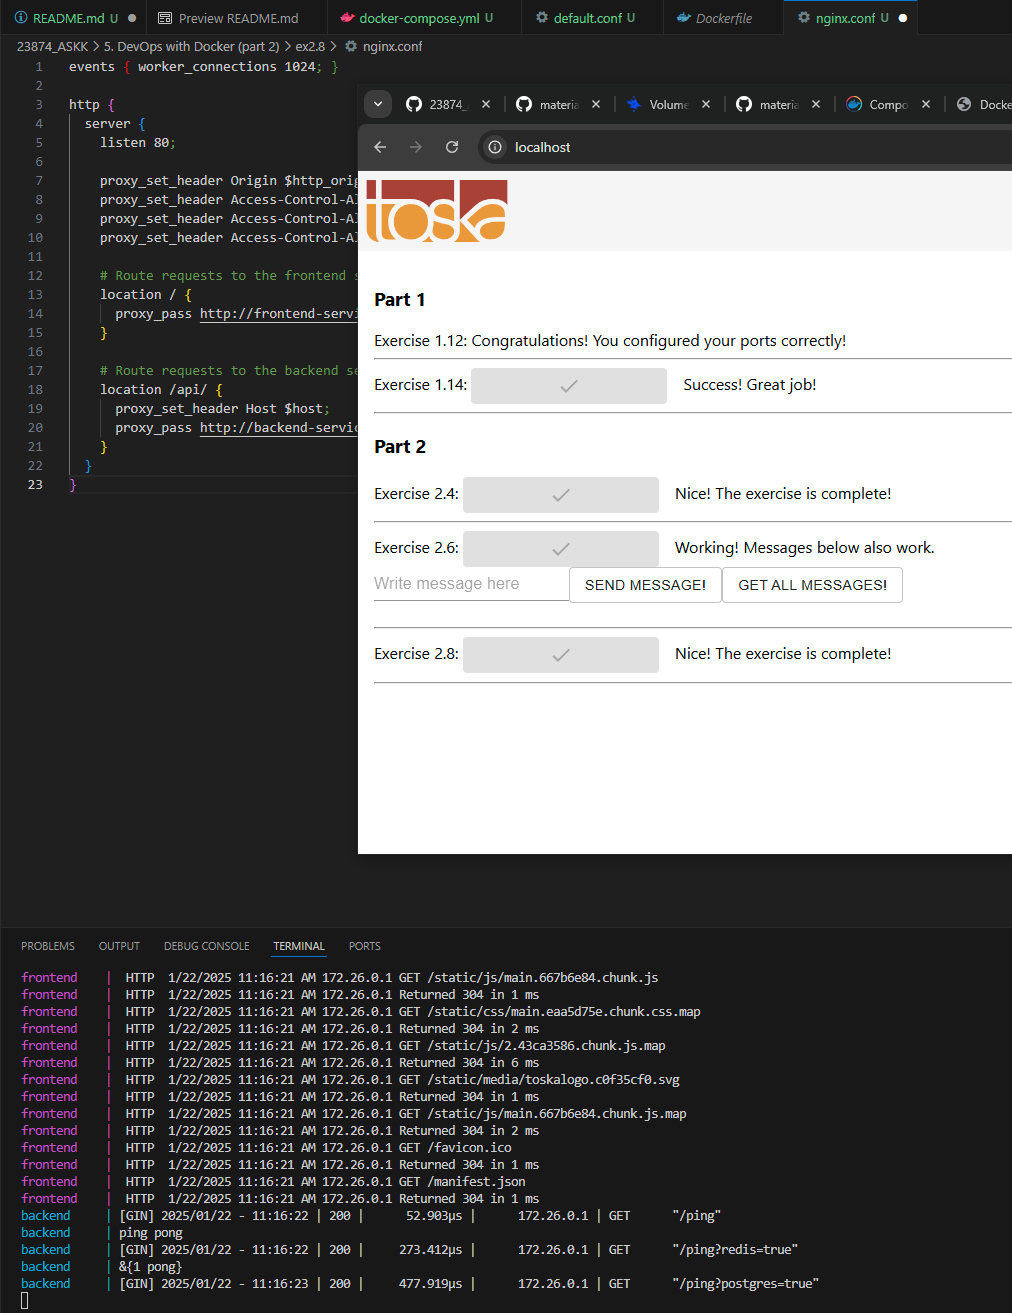 README.md U
Preview README.md
docker-compose.yml U
default.conf U
Dockerfile
nginx.conf U
23874_ASKK > 5. DevOps with Docker (part 2) > ex2.8 > nginx.conf
1 events { worker_connections 1024; }
2
3 http {
4 server {
5 listen 80;
6
7 proxy_set_header Origin $http_orig
8 proxy_set_header Access-Control-Al
9 proxy_set_header Access-Control-Al
10 proxy_set_header Access-Control-Al
11
12 # Route requests to the frontend s
13 location / {
14 proxy_pass http://frontend-servi
15 }
16
17 # Route requests to the backend se
18 location /api/ {
19 proxy_set_header Host $host;
20 proxy_pass http://backend-servic
21 }
22 }
23 }
23874_
materia
Volume
materia
Compo
Docke
localhost
toska
Part 1
Exercise 1.12: Congratulations! You configured your ports correctly!
Exercise 1.14: Success! Great job!
Part 2
Exercise 2.4: Nice! The exercise is complete!
Exercise 2.6: Working! Messages below also work.
Write message here SEND MESSAGE! GET ALL MESSAGES!
Exercise 2.8: Nice! The exercise is complete!
PROBLEMS OUTPUT DEBUG CONSOLE TERMINAL PORTS
frontend | HTTP 1/22/2025 11:16:21 AM 172.26.0.1 GET /static/js/main.667b6e84.chunk.js
frontend | HTTP 1/22/2025 11:16:21 AM 172.26.0.1 Returned 304 in 1 ms
frontend | HTTP 1/22/2025 11:16:21 AM 172.26.0.1 GET /static/css/main.eaa5d75e.chunk.css.map
frontend | HTTP 1/22/2025 11:16:21 AM 172.26.0.1 Returned 304 in 2 ms
frontend | HTTP 1/22/2025 11:16:21 AM 172.26.0.1 GET /static/js/2.43ca3586.chunk.js.map
frontend | HTTP 1/22/2025 11:16:21 AM 172.26.0.1 Returned 304 in 6 ms
frontend | HTTP 1/22/2025 11:16:21 AM 172.26.0.1 GET /static/media/toskalogo.c0f35cf0.svg
frontend | HTTP 1/22/2025 11:16:21 AM 172.26.0.1 Returned 304 in 1 ms
frontend | HTTP 1/22/2025 11:16:21 AM 172.26.0.1 GET /static/js/main.667b6e84.chunk.js.map
frontend | HTTP 1/22/2025 11:16:21 AM 172.26.0.1 Returned 304 in 2 ms
frontend | HTTP 1/22/2025 11:16:21 AM 172.26.0.1 GET /favicon.ico
frontend | HTTP 1/22/2025 11:16:21 AM 172.26.0.1 Returned 304 in 1 ms
frontend | HTTP 1/22/2025 11:16:21 AM 172.26.0.1 GET /manifest.json
frontend | HTTP 1/22/2025 11:16:21 AM 172.26.0.1 Returned 304 in 1 ms
backend | [GIN] 2025/01/22 - 11:16:22 | 200 | 52.903µs | 172.26.0.1 | GET "/ping"
backend | ping pong
backend | [GIN] 2025/01/22 - 11:16:22 | 200 | 273.412µs | 172.26.0.1 | GET "/ping?redis=true"
backend | &{1 pong}
backend | [GIN] 2025/01/22 - 11:16:23 | 200 | 477.919µs | 172.26.0.1 | GET "/ping?postgres=true"